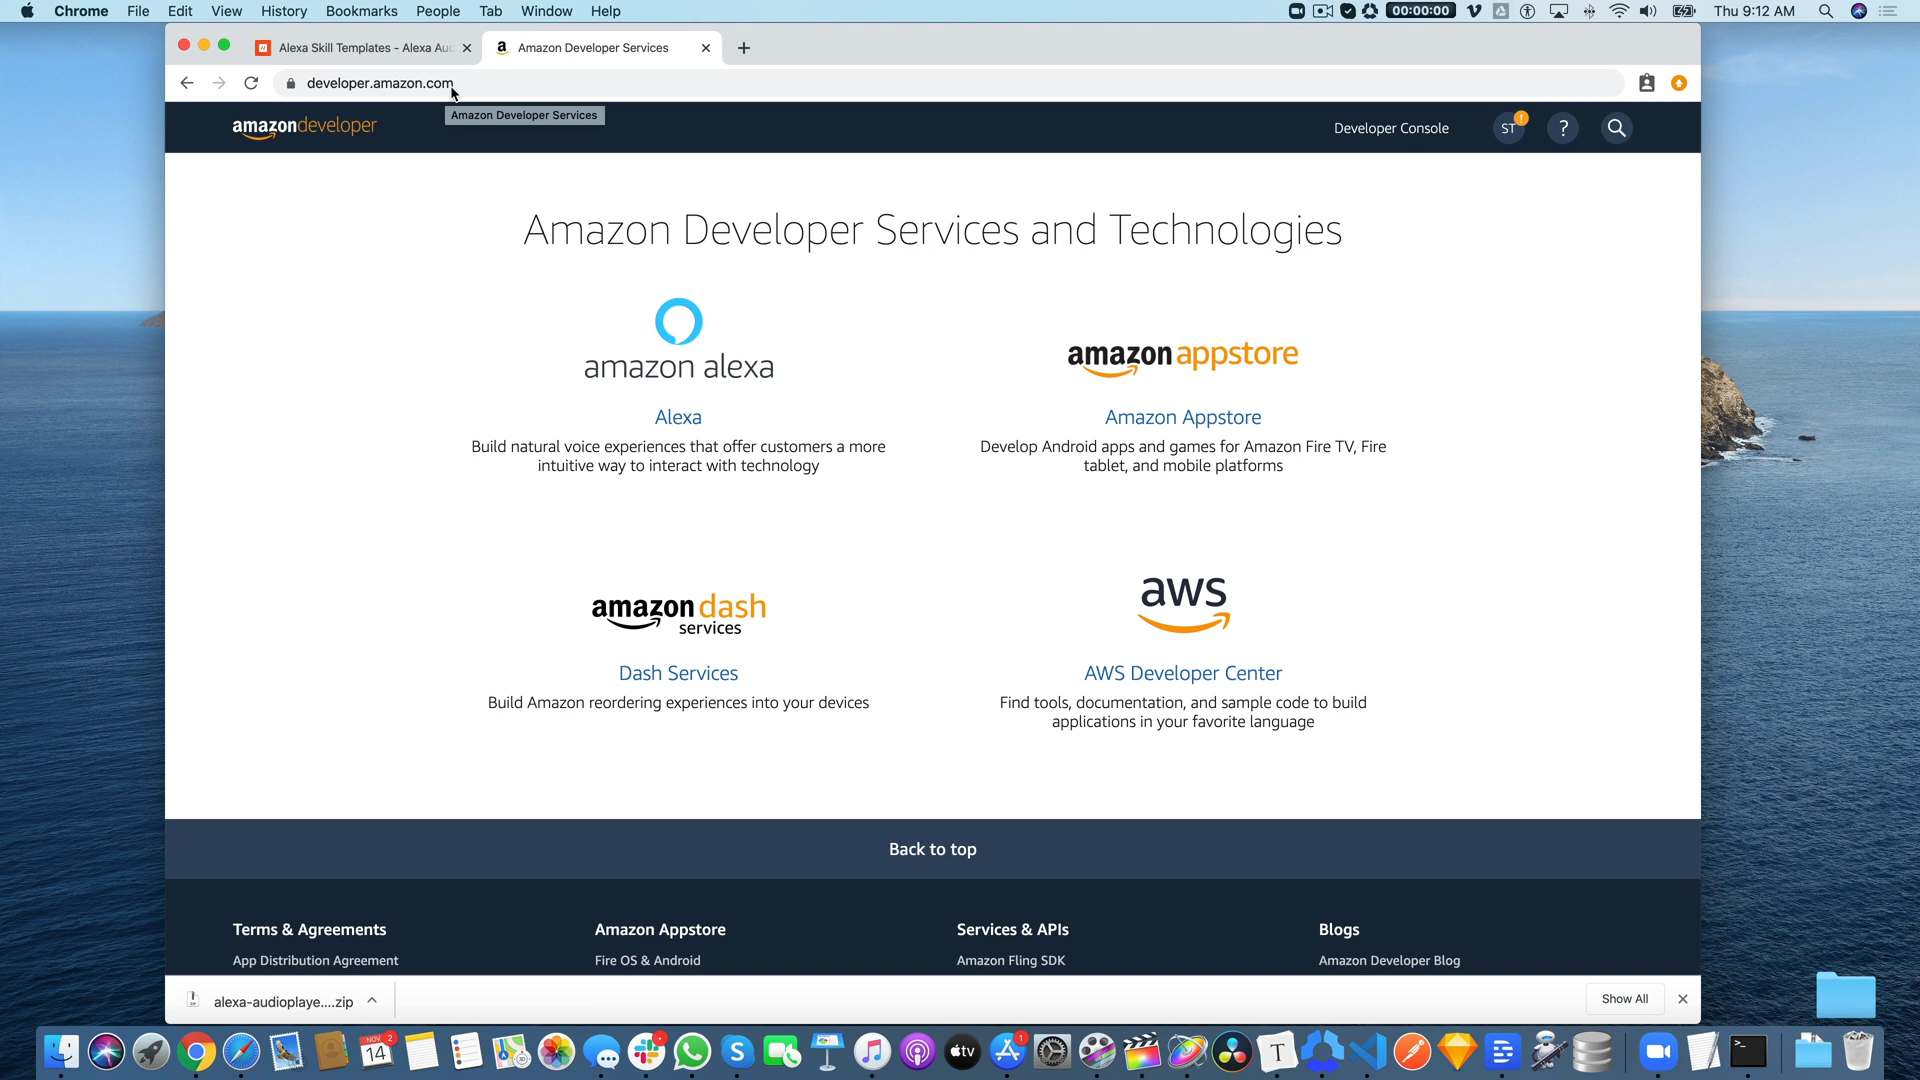 Chrome File Edit View History Bookmarks People Tab Window Help 00:00:00 Thu 9:12 AM
Alexa Skill Templates - Alexa Au
Amazon Developer Services
developer.amazon.com
Amazon Developer Services
amazondeveloper
Developer Console
ST
!
?
Amazon Developer Services and Technologies
amazon alexa
Alexa
Build natural voice experiences that offer customers a more
intuitive way to interact with technology
amazon appstore
Amazon Appstore
Develop Android apps and games for Amazon Fire TV, Fire
tablet, and mobile platforms
amazon dash
services
Dash Services
Build Amazon reordering experiences into your devices
aws
AWS Developer Center
Find tools, documentation, and sample code to build
applications in your favorite language
Back to top
Terms & Agreements
App Distribution Agreement
Amazon Appstore
Fire OS & Android
Services & APIs
Amazon Fling SDK
Blogs
Amazon Developer Blog
alexa-audioplaye....zip
Show All
NOV
14
2
tv
1
T